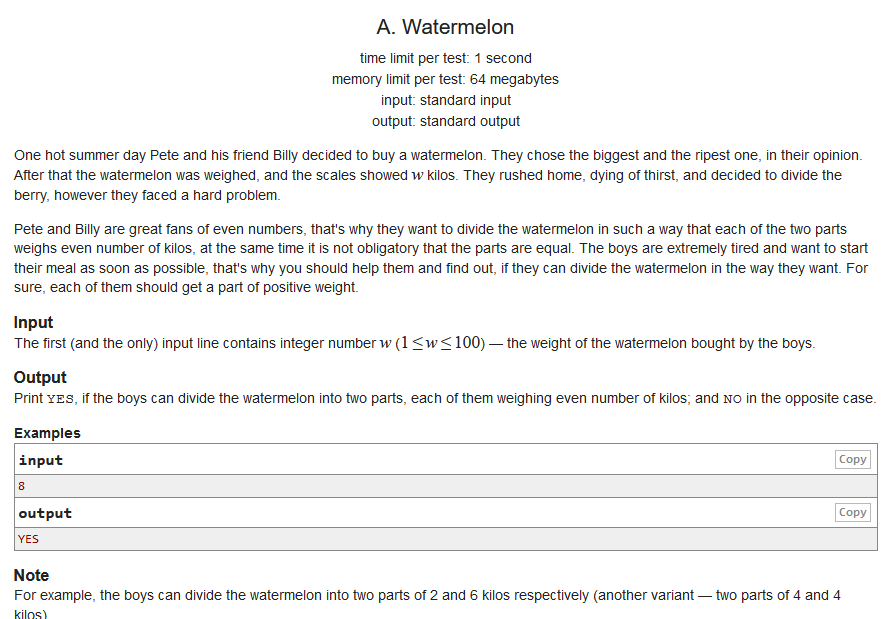 A. Watermelon
time limit per test: 1 second
memory limit per test: 64 megabytes
input: standard input
output: standard output
One hot summer day Pete and his friend Billy decided to buy a watermelon. They chose the biggest and the ripest one, in their opinion.
After that the watermelon was weighed, and the scales showed w kilos. They rushed home, dying of thirst, and decided to divide the
berry, however they faced a hard problem.
Pete and Billy are great fans of even numbers, that's why they want to divide the watermelon in such a way that each of the two parts
weighs even number of kilos, at the same time it is not obligatory that the parts are equal. The boys are extremely tired and want to start
their meal as soon as possible, that's why you should help them and find out, if they can divide the watermelon in the way they want. For
sure, each of them should get a part of positive weight.
Input
The first (and the only) input line contains integer number w (1 ≤ w ≤ 100) — the weight of the watermelon bought by the boys.
Output
Print YES, if the boys can divide the watermelon into two parts, each of them weighing even number of kilos; and NO in the opposite case.
Examples
input Copy
8
output Copy
YES
Note
For example, the boys can divide the watermelon into two parts of 2 and 6 kilos respectively (another variant — two parts of 4 and 4
kilos)